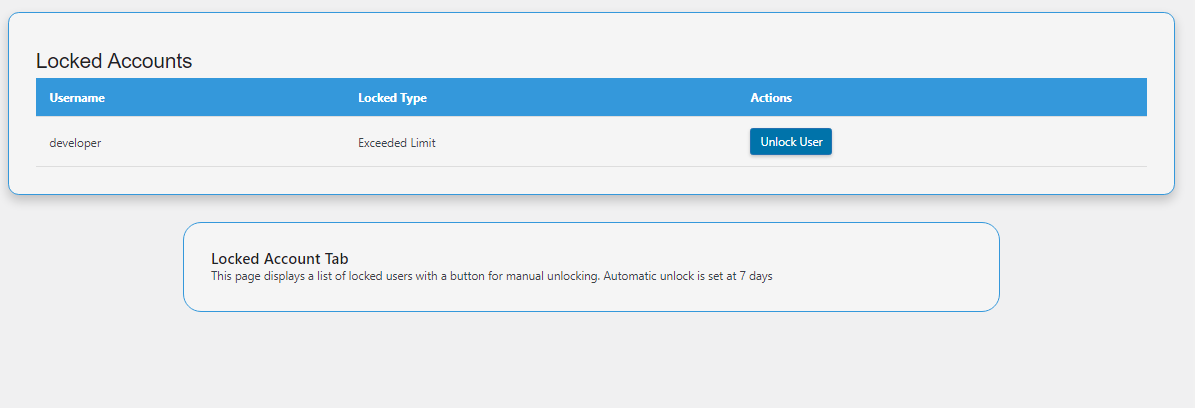 Locked Accounts
Username Locked Type Actions
developer Exceeded Limit Unlock User
Locked Account Tab
This page displays a list of locked users with a button for manual unlocking. Automatic unlock is set at 7 days